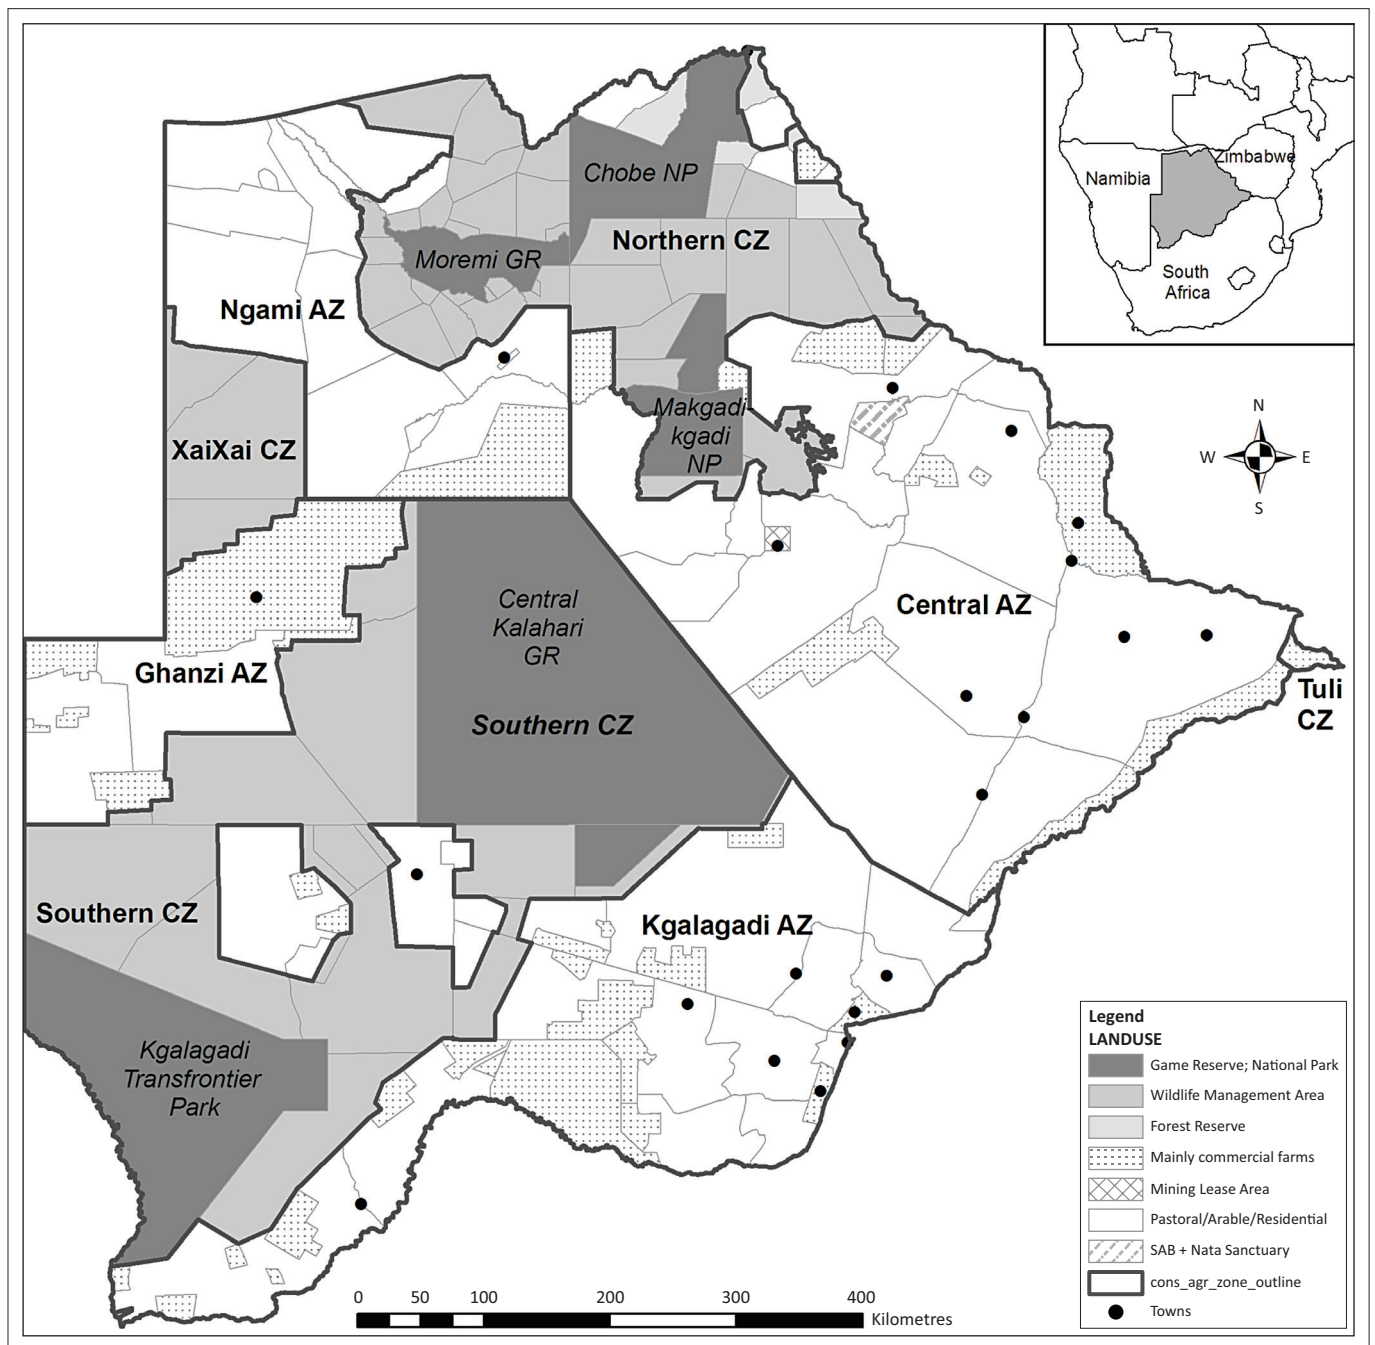 Zimbabwe
Namibia
South
Africa
Chobe NP
Northern CZ
Moremi GR
Ngami AZ
Makgadi-
kgadi
NP
XaiXai CZ
N
W
E
S
Central
Kalahari
GR
Central AZ
Ghanzi AZ
Southern CZ
Tuli
CZ
Southern CZ
Kgalagadi AZ
Kgalagadi
Transfrontier
Park
Legend
LANDUSE
Game Reserve; National Park
Wildlife Management Area
Forest Reserve
Mainly commercial farms
Mining Lease Area
Pastoral/Arable/Residential
SAB + Nata Sanctuary
cons_agr_zone_outline
Towns
0 50 100 200 300 400
Kilometres